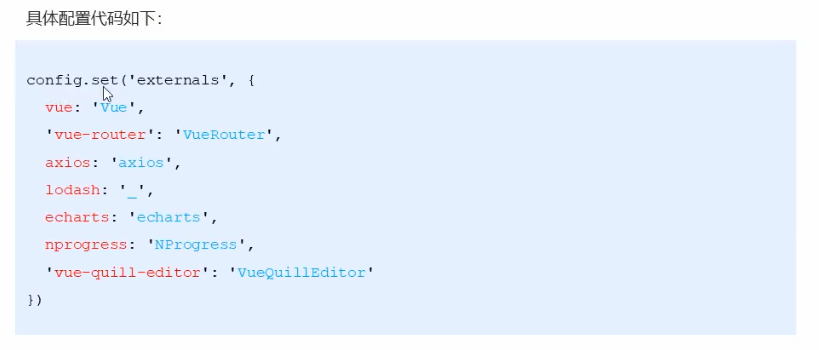 具体配置代码如下：
config.set('externals', {
  vue: 'Vue',
  'vue-router': 'VueRouter',
  axios: 'axios',
  lodash: '_',
  echarts: 'echarts',
  nprogress: 'NProgress',
  'vue-quill-editor': 'VueQuillEditor'
})